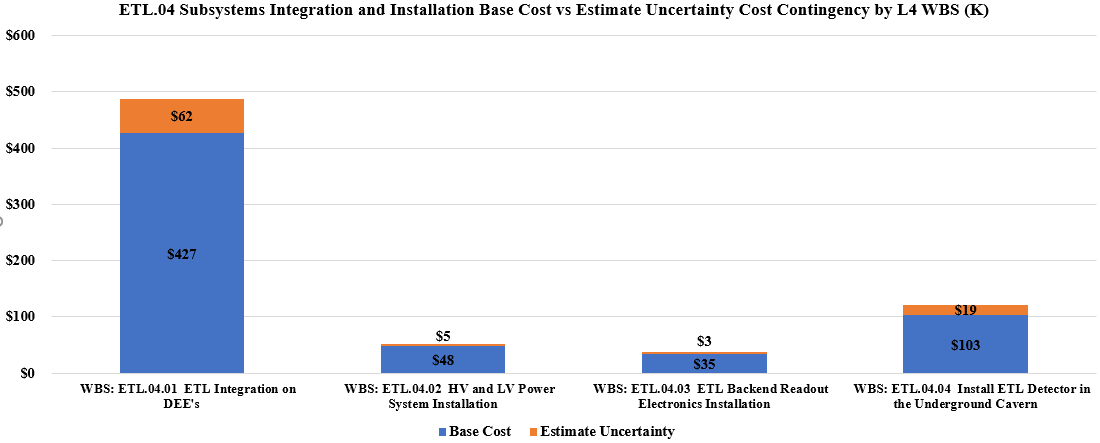 ETL.04 Subsystems Integration and Installation Base Cost vs Estimate Uncertainty Cost Contingency by L4 WBS (K)
$600
$500
$400
$300
$200
$100
$0
$62
$427
$5
$48
$3
$35
$19
$103
WBS: ETL.04.01 ETL Integration on
DEE's
WBS: ETL.04.02 HV and LV Power
System Installation
WBS: ETL.04.03 ETL Backend Readout
Electronics Installation
WBS: ETL.04.04 Install ETL Detector in
the Underground Cavern
Base Cost
Estimate Uncertainty